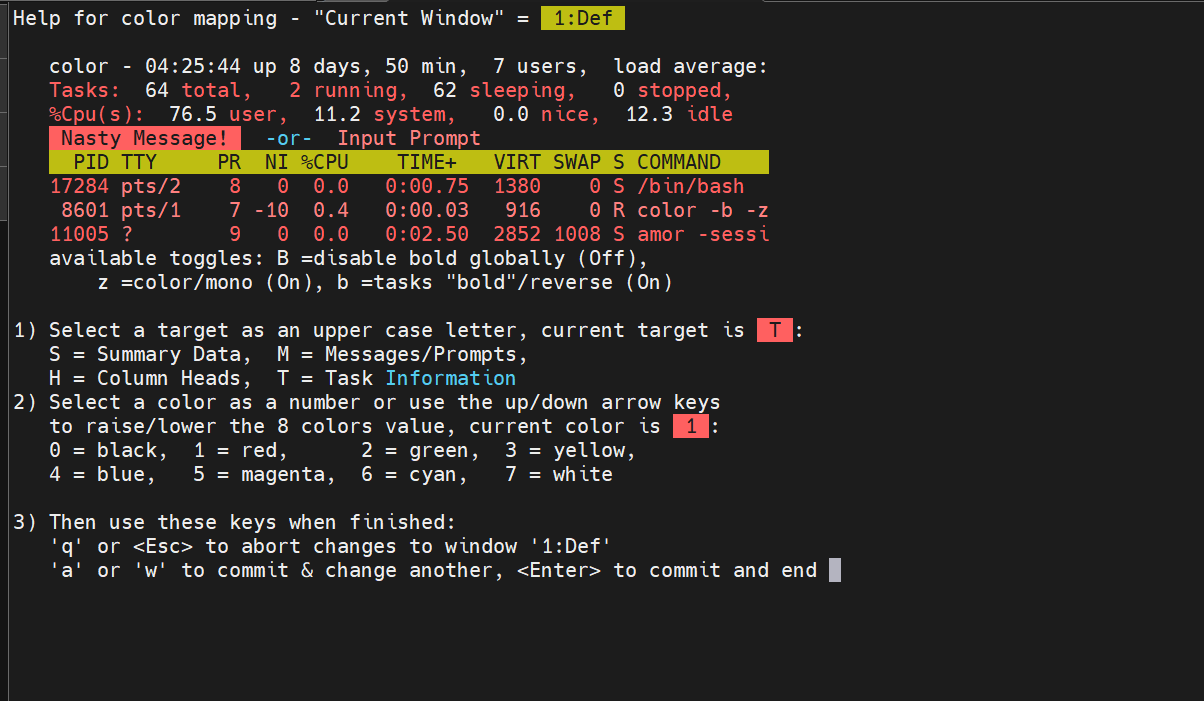 Help for color mapping - "Current Window" = 1:Def
color - 04:25:44 up 8 days, 50 min, 7 users, load average:
Tasks: 64 total, 2 running, 62 sleeping, 0 stopped,
%Cpu(s): 76.5 user, 11.2 system, 0.0 nice, 12.3 idle
Nasty Message! -or- Input Prompt
PID TTY PR NI %CPU TIME+ VIRT SWAP S COMMAND
17284 pts/2 8 0 0.0 0:00.75 1380 0 S /bin/bash
8601 pts/1 7 -10 0.4 0:00.03 916 0 R color -b -z
11005 ? 9 0 0.0 0:02.50 2852 1008 S amor -sessi
available toggles: B =disable bold globally (Off),
z =color/mono (On), b =tasks "bold"/reverse (On)
1) Select a target as an upper case letter, current target is T :
S = Summary Data, M = Messages/Prompts,
H = Column Heads, T = Task Information
2) Select a color as a number or use the up/down arrow keys
to raise/lower the 8 colors value, current color is 1 :
0 = black, 1 = red, 2 = green, 3 = yellow,
4 = blue, 5 = magenta, 6 = cyan, 7 = white
3) Then use these keys when finished:
'q' or <Esc> to abort changes to window '1:Def'
'a' or 'w' to commit & change another, <Enter> to commit and end